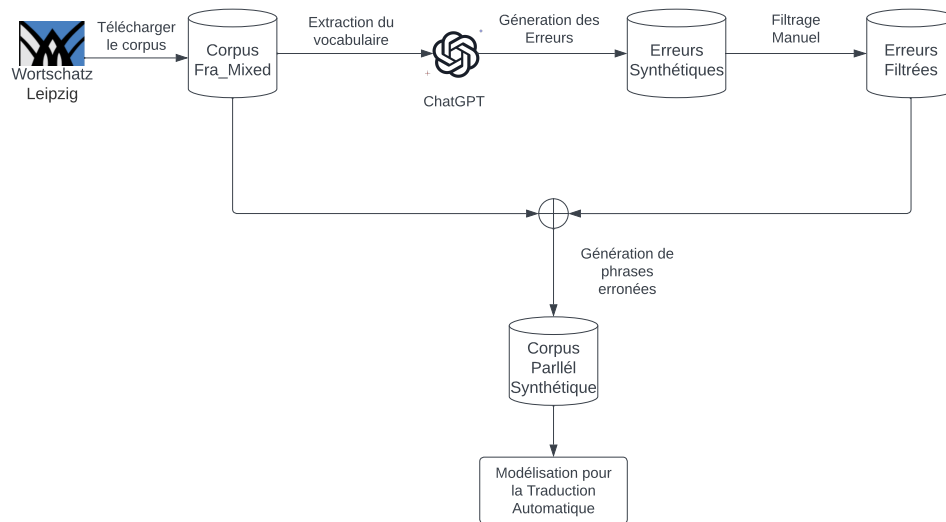 Wortschatz
Leipzig
Télécharger
le corpus
Corpus
Fra_Mixed
Extraction du
vocabulaire
ChatGPT
Géneration des
Erreurs
Erreurs
Synthétiques
Filtrage
Manuel
Erreurs
Filtrées
Génération de
phrases
erronées
Corpus
Parllél
Synthétique
Modélisation pour
la Traduction
Automatique